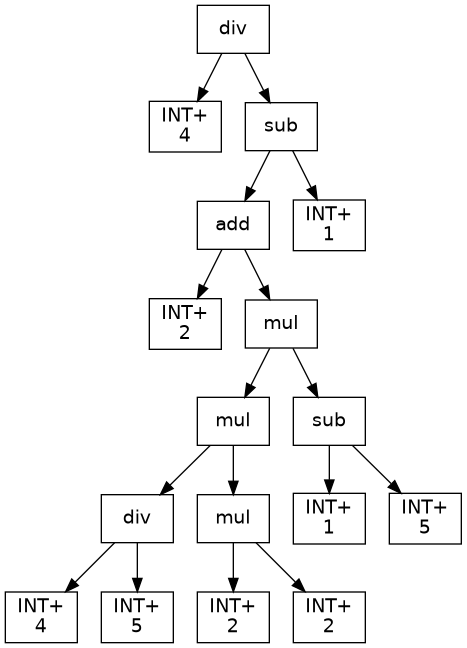 div
INT+
4
sub
add
INT+
1
INT+
2
mul
mul
sub
div
mul
INT+
1
INT+
5
INT+
4
INT+
5
INT+
2
INT+
2